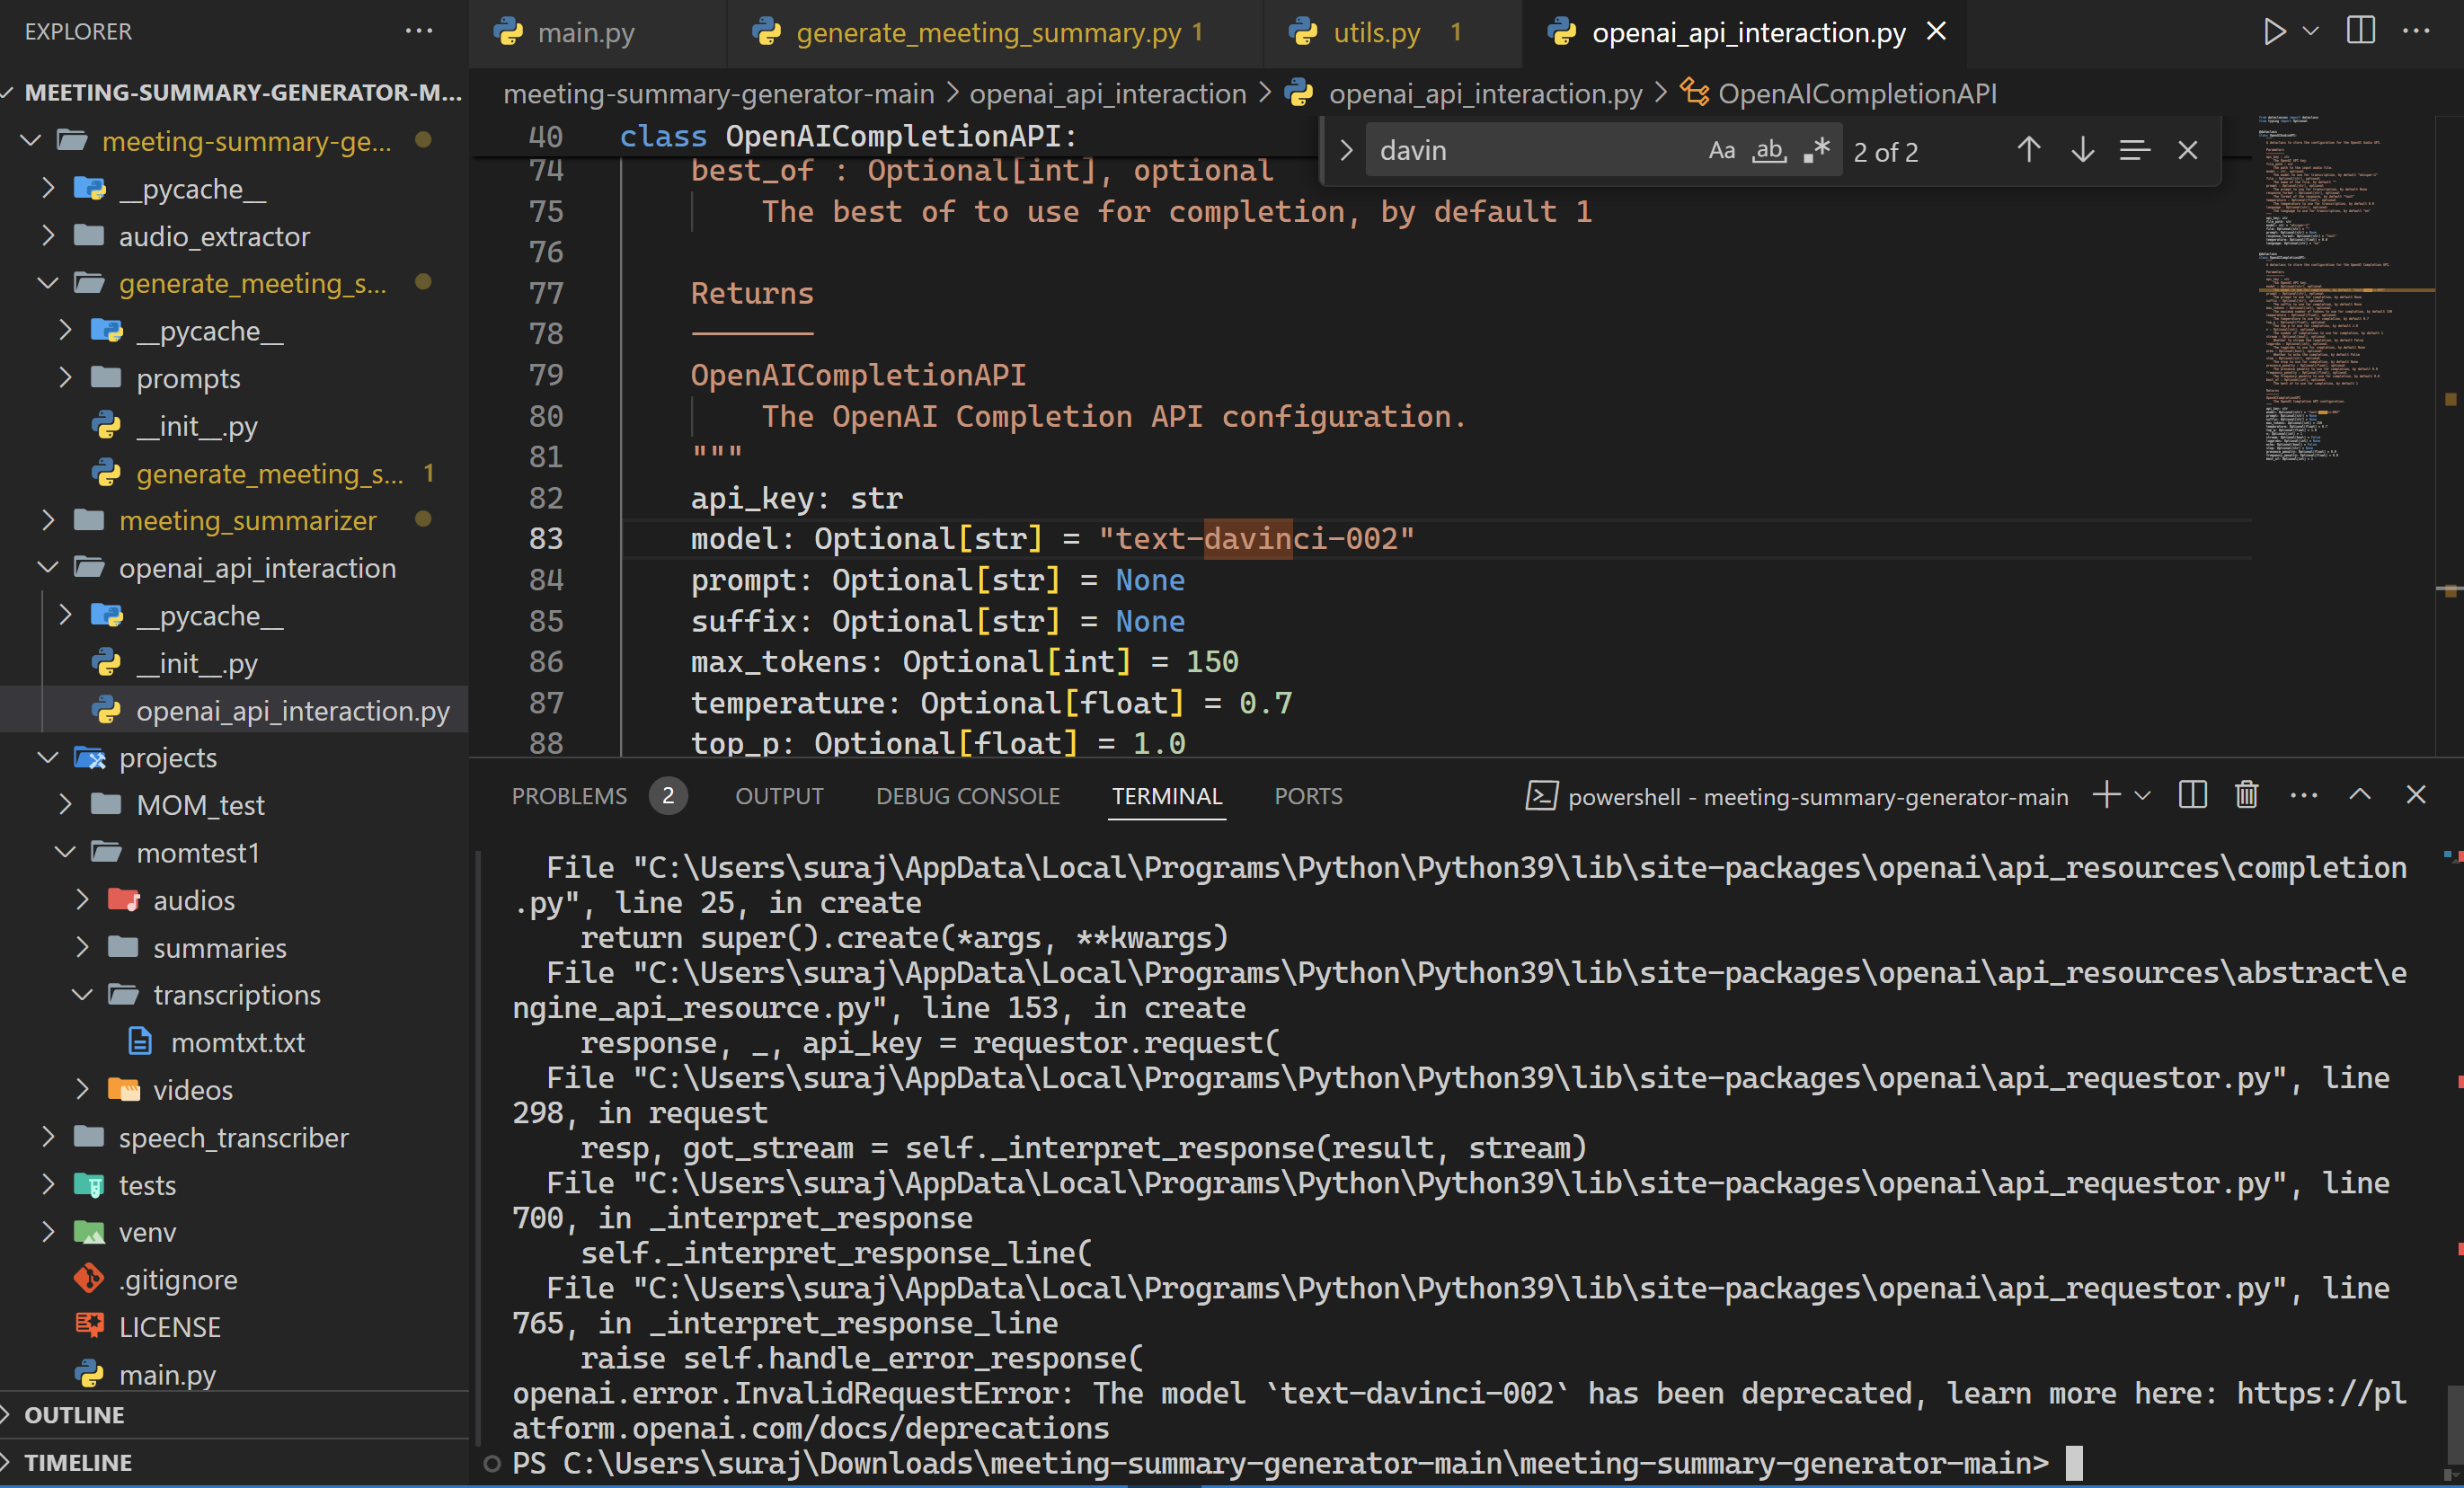 EXPLORER
MEETING-SUMMARY-GENERATOR-M...
meeting-summary-ge...
__pycache__
audio_extractor
generate_meeting_s...
__pycache__
prompts
__init__.py
generate_meeting_s... 1
meeting_summarizer
openai_api_interaction
__pycache__
__init__.py
openai_api_interaction.py
projects
MOM_test
momtest1
audios
summaries
transcriptions
momtxt.txt
videos
speech_transcriber
tests
venv
.gitignore
LICENSE
main.py
OUTLINE
TIMELINE
main.py generate_meeting_summary.py 1 utils.py 1 openai_api_interaction.py
meeting-summary-generator-main > openai_api_interaction > openai_api_interaction.py > OpenAICompletionAPI
davin Aa ab 2 of 2
40 class OpenAICompletionAPI:
74 best_of : Optional[int], optional
75 The best of to use for completion, by default 1
76
77 Returns
78 -------
79 OpenAICompletionAPI
80 The OpenAI Completion API configuration.
81 """
82 api_key: str
83 model: Optional[str] = "text-davinci-002"
84 prompt: Optional[str] = None
85 suffix: Optional[str] = None
86 max_tokens: Optional[int] = 150
87 temperature: Optional[float] = 0.7
88 top_p: Optional[float] = 1.0
PROBLEMS 2 OUTPUT DEBUG CONSOLE TERMINAL PORTS powershell - meeting-summary-generator-main
File "C:\Users\suraj\AppData\Local\Programs\Python\Python39\lib\site-packages\openai\api_resources\completion
.py", line 25, in create
return super().create(*args, **kwargs)
File "C:\Users\suraj\AppData\Local\Programs\Python\Python39\lib\site-packages\openai\api_resources\abstract\e
ngine_api_resource.py", line 153, in create
response, _, api_key = requestor.request(
File "C:\Users\suraj\AppData\Local\Programs\Python\Python39\lib\site-packages\openai\api_requestor.py", line
298, in request
resp, got_stream = self._interpret_response(result, stream)
File "C:\Users\suraj\AppData\Local\Programs\Python\Python39\lib\site-packages\openai\api_requestor.py", line
700, in _interpret_response
self._interpret_response_line(
File "C:\Users\suraj\AppData\Local\Programs\Python\Python39\lib\site-packages\openai\api_requestor.py", line
765, in _interpret_response_line
raise self.handle_error_response(
openai.error.InvalidRequestError: The model `text-davinci-002` has been deprecated, learn more here: https://pl
atform.openai.com/docs/deprecations
PS C:\Users\suraj\Downloads\meeting-summary-generator-main\meeting-summary-generator-main>